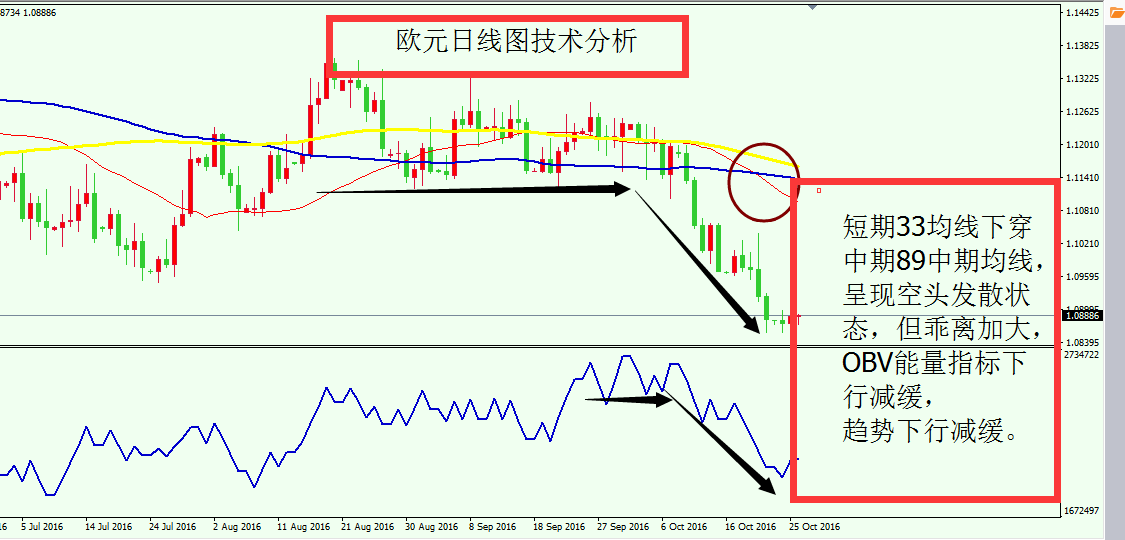 8734 1.08886
欧元日线图技术分析
1.14425
1.13825
1.13225
1.12625
1.12010
1.11410
1.10810
1.10210
1.09595
1.08886
1.08395
短期33均线下穿
中期89中期均线，
呈现空头发散状
态，但乖离加大，
OBV能量指标下
行减缓，
趋势下行减缓。
2734722
1672497
5 Jul 2016
14 Jul 2016
24 Jul 2016
2 Aug 2016
11 Aug 2016
21 Aug 2016
30 Aug 2016
8 Sep 2016
18 Sep 2016
27 Sep 2016
6 Oct 2016
16 Oct 2016
25 Oct 2016